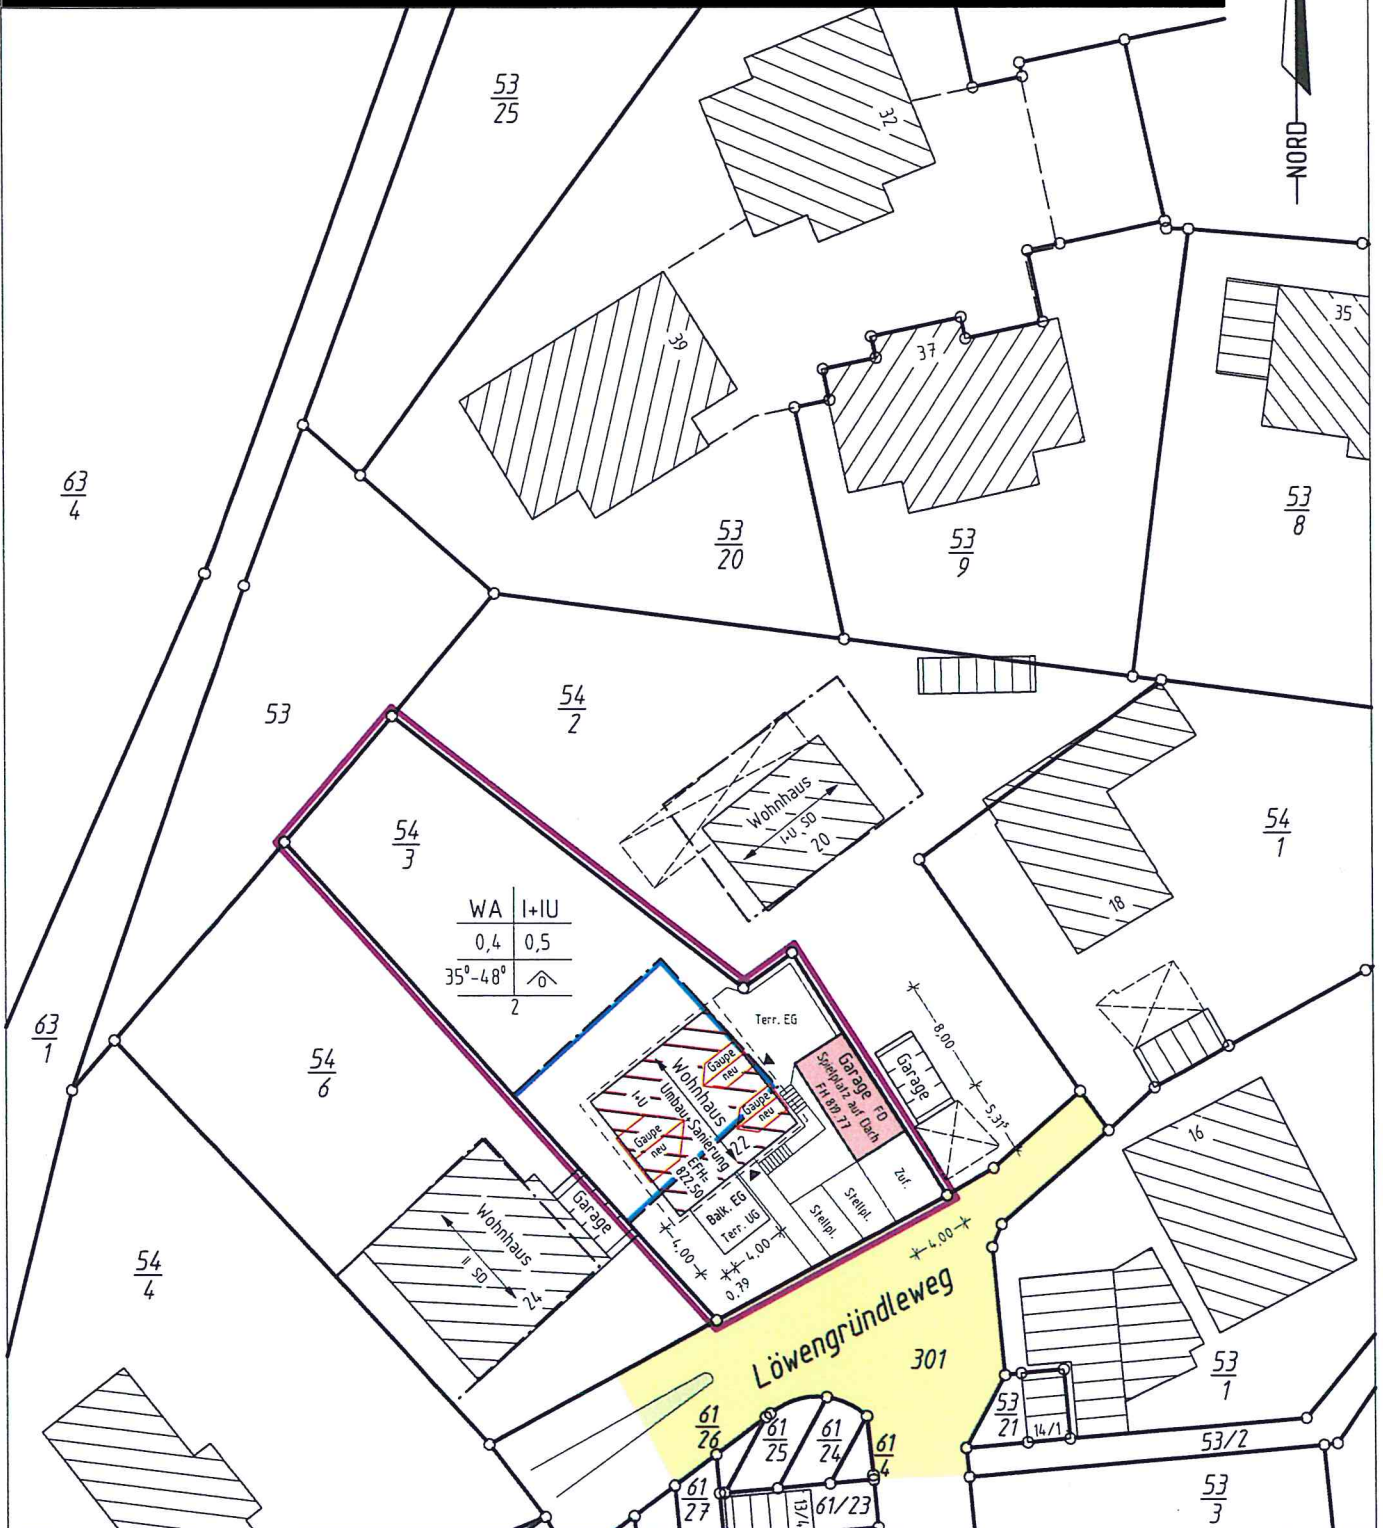 53
25
32
NORD
39
37
35
63
4
53
20
53
9
53
8
53
54
2
Wohnhaus
I+U SD
20
54
1
18
54
3
WA I+IU
0,4 0,5
35°-48°
2
Terr. EG
Garage FD
Spielplatz auf Dach
FH 819.77
Garage
8,00
5,31⁵
63
1
54
6
Wohnhaus
I+U
Umbau-Sanierung
22
EFH=
822.50
Gaupe
neu
Gaupe
neu
Gaupe
neu
Balk. EG
Terr. UG
Stellpl.
Stellpl.
Zuf.
16
Garage
Wohnhaus
II SD
24
4,00
4,00
0,79
4,00
54
4
Löwengründleweg
301
53
1
53
21
14/1
61
26
61
25
61
24
61
4
53/2
61
27
13/4
61/23
53
3